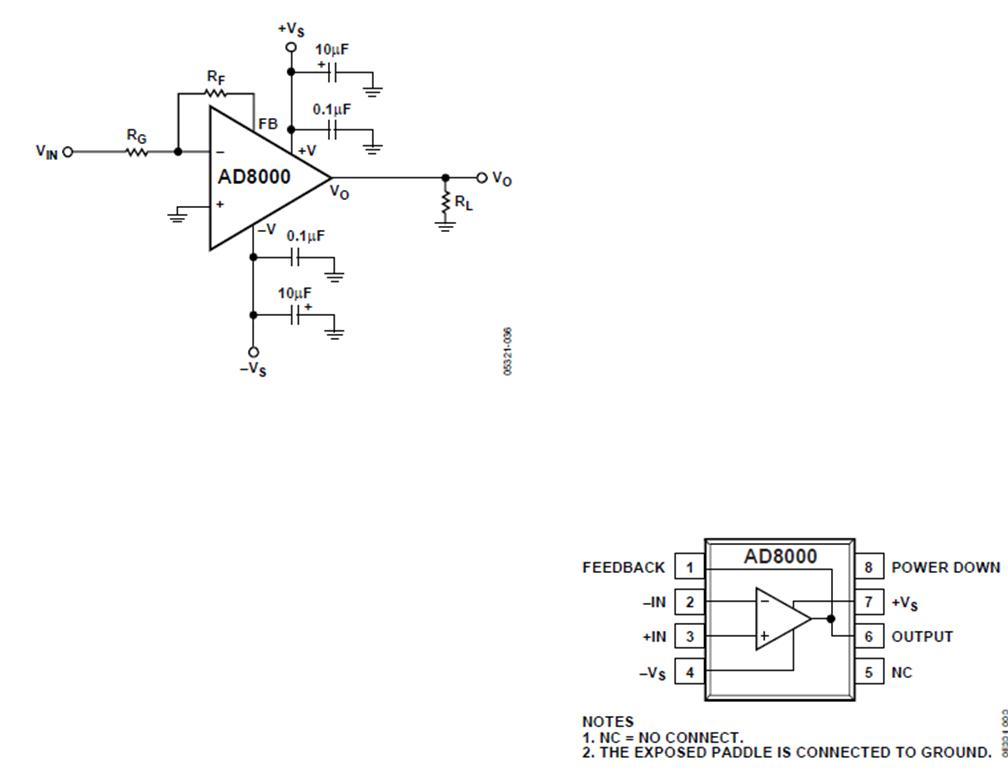 +VS
10µF
+
RF
0.1µF
FB
RG
+V
VIN
−
AD8000
VO
VO
+
RL
−V
0.1µF
10µF
+
−VS
05321-036
AD8000
FEEDBACK 1
8 POWER DOWN
−IN 2
−
7 +VS
+IN 3
+
6 OUTPUT
−VS 4
5 NC
NOTES
1. NC = NO CONNECT.
2. THE EXPOSED PADDLE IS CONNECTED TO GROUND.